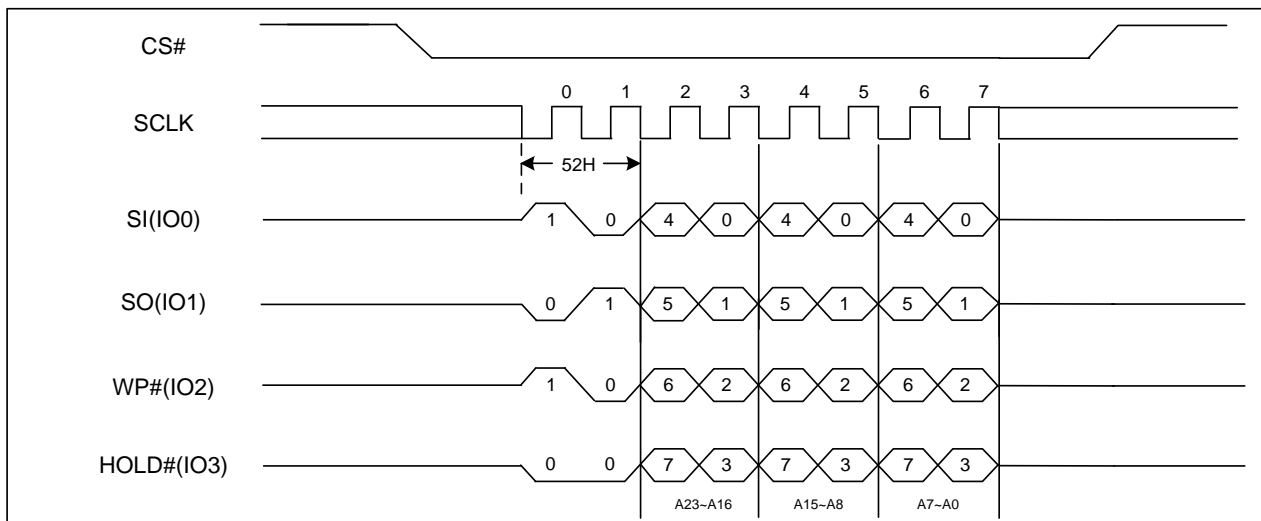 CS#
SCLK 0 1 2 3 4 5 6 7
52H
SI(IO0) 1 0 4 0 4 0 4 0
SO(IO1) 0 1 5 1 5 1 5 1
WP#(IO2) 1 0 6 2 6 2 6 2
HOLD#(IO3) 0 0 7 3 7 3 7 3
A23~A16 A15~A8 A7~A0